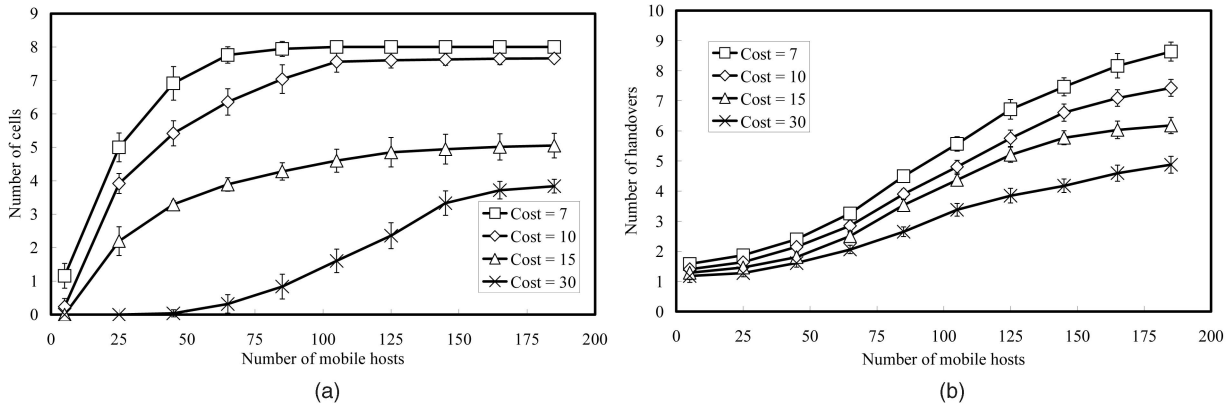 9
8
7
6
5
4
3
2
1
0
Number of cells
Cost = 7
Cost = 10
Cost = 15
Cost = 30
0 25 50 75 100 125 150 175 200
Number of mobile hosts
(a)
10
9
8
7
6
5
4
3
2
1
0
Number of handovers
Cost = 7
Cost = 10
Cost = 15
Cost = 30
0 25 50 75 100 125 150 175 200
Number of mobile hosts
(b)